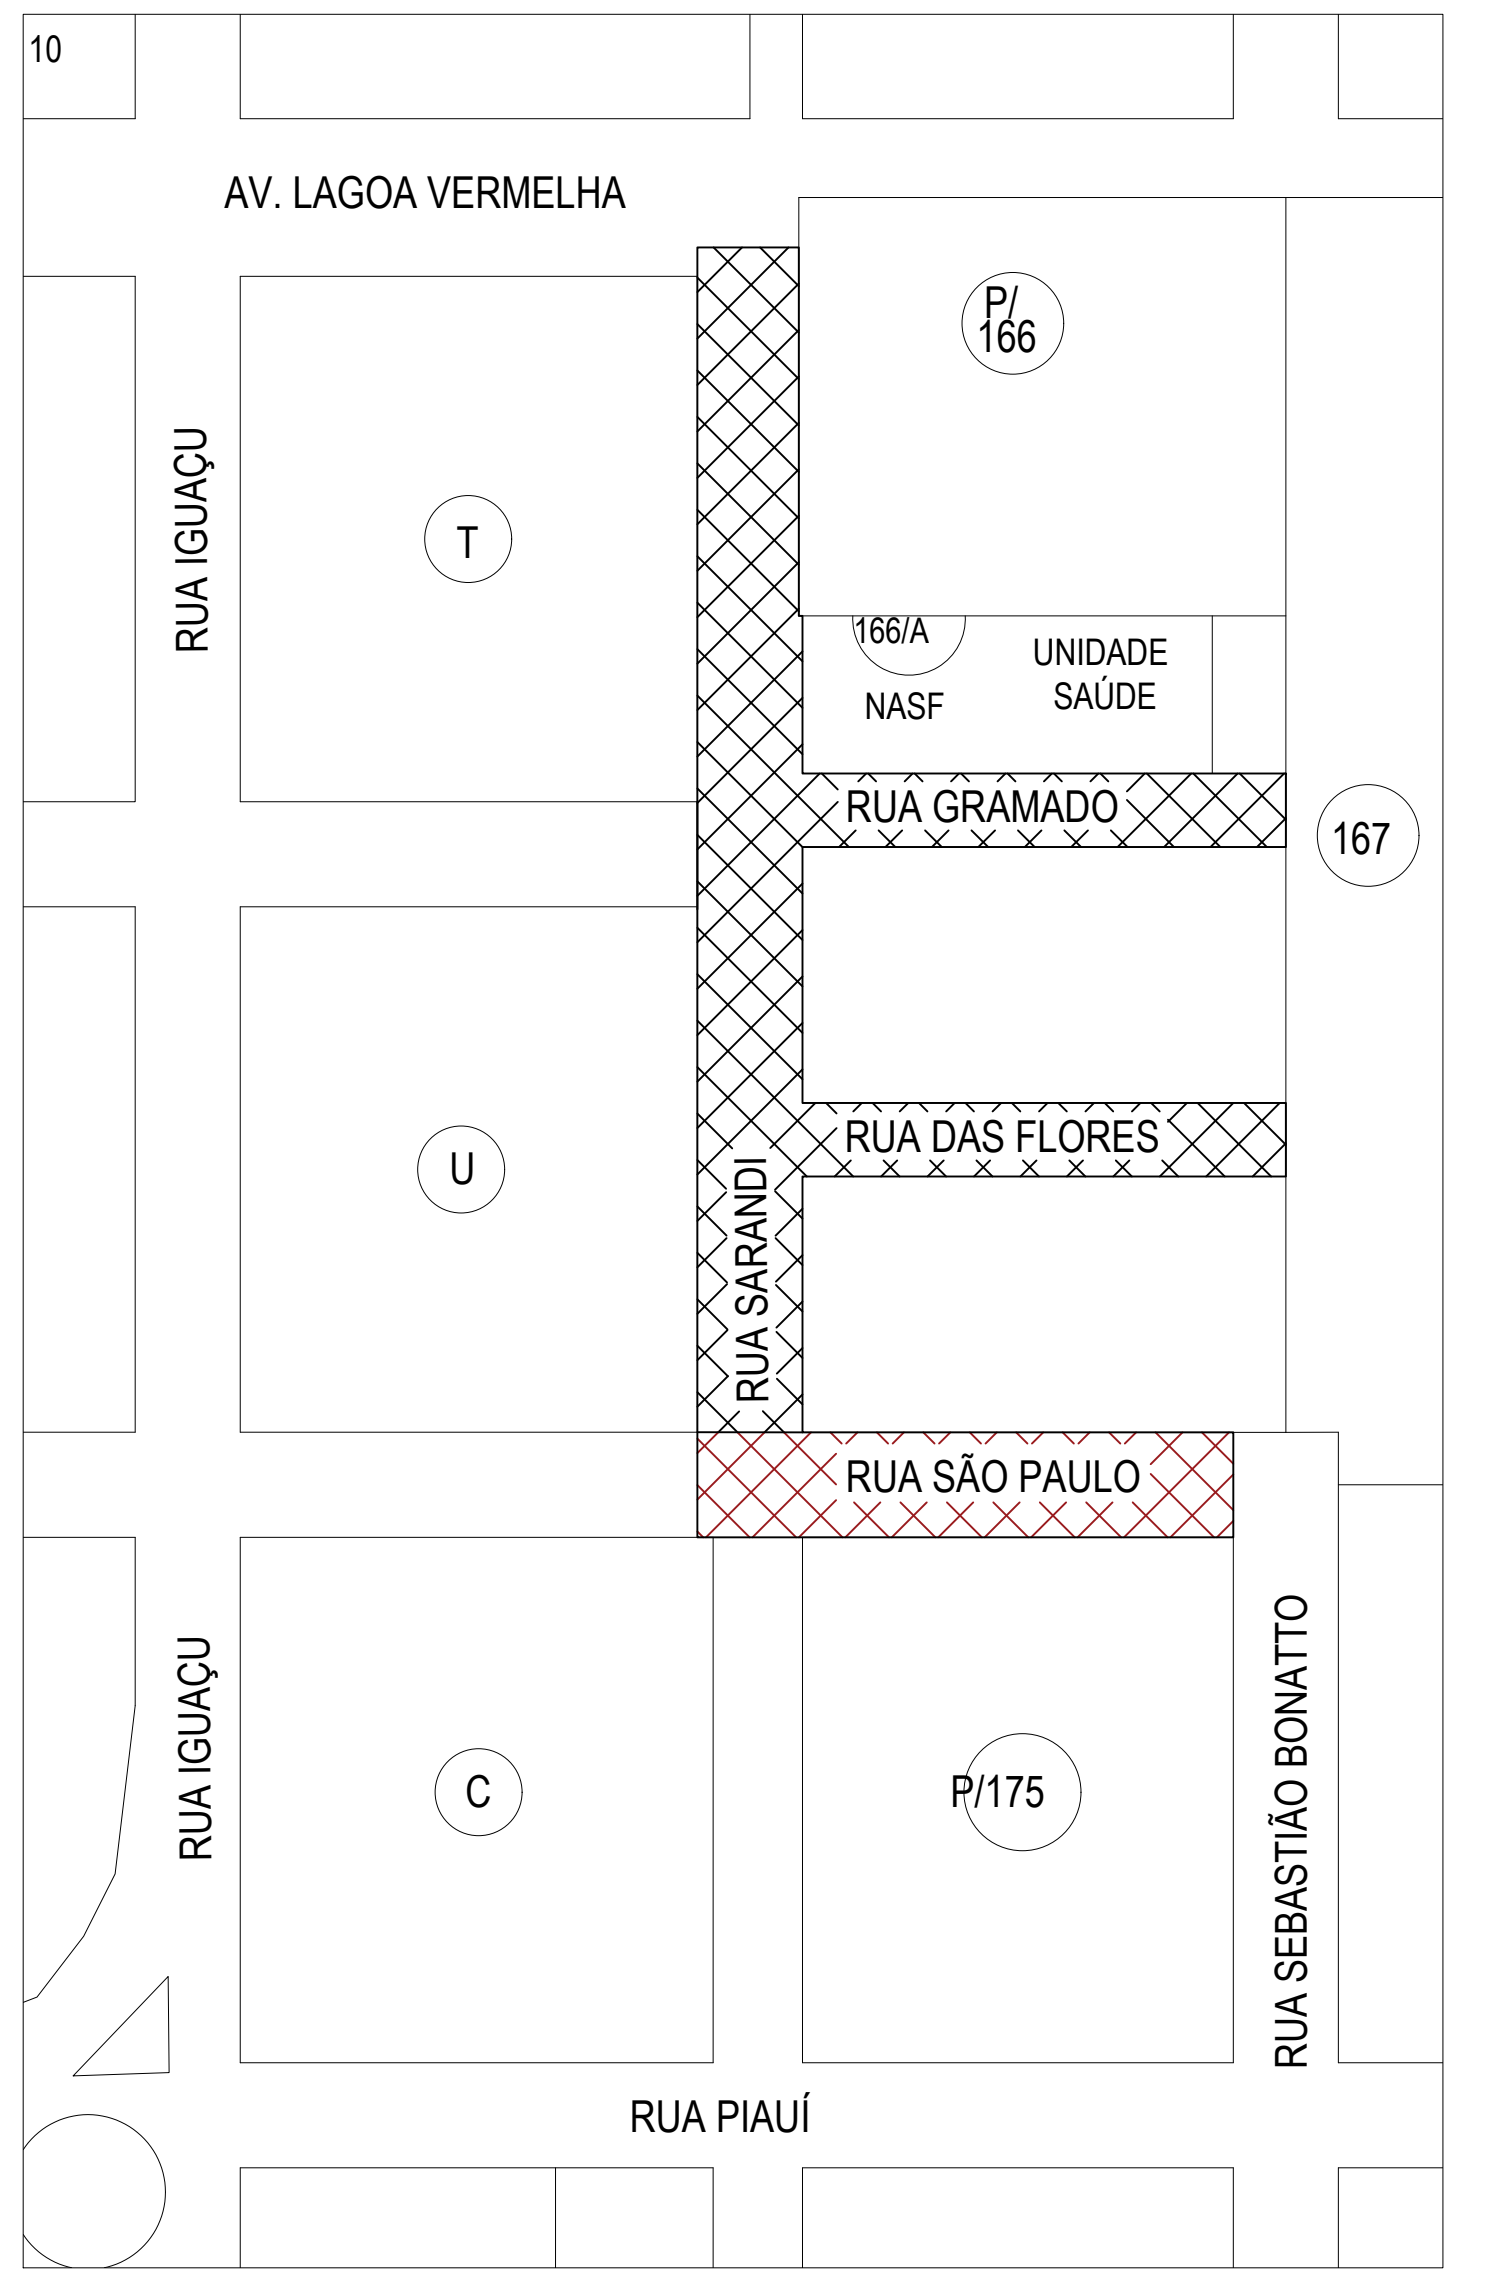 10
AV. LAGOA VERMELHA
P/
166
RUA IGUAÇU
T
166/A
UNIDADE
SAÚDE
NASF
RUA GRAMADO
167
RUA DAS FLORES
U
RUA SARANDI
RUA SÃO PAULO
RUA IGUAÇU
C
P/175
RUA SEBASTIÃO BONATTO
RUA PIAUÍ